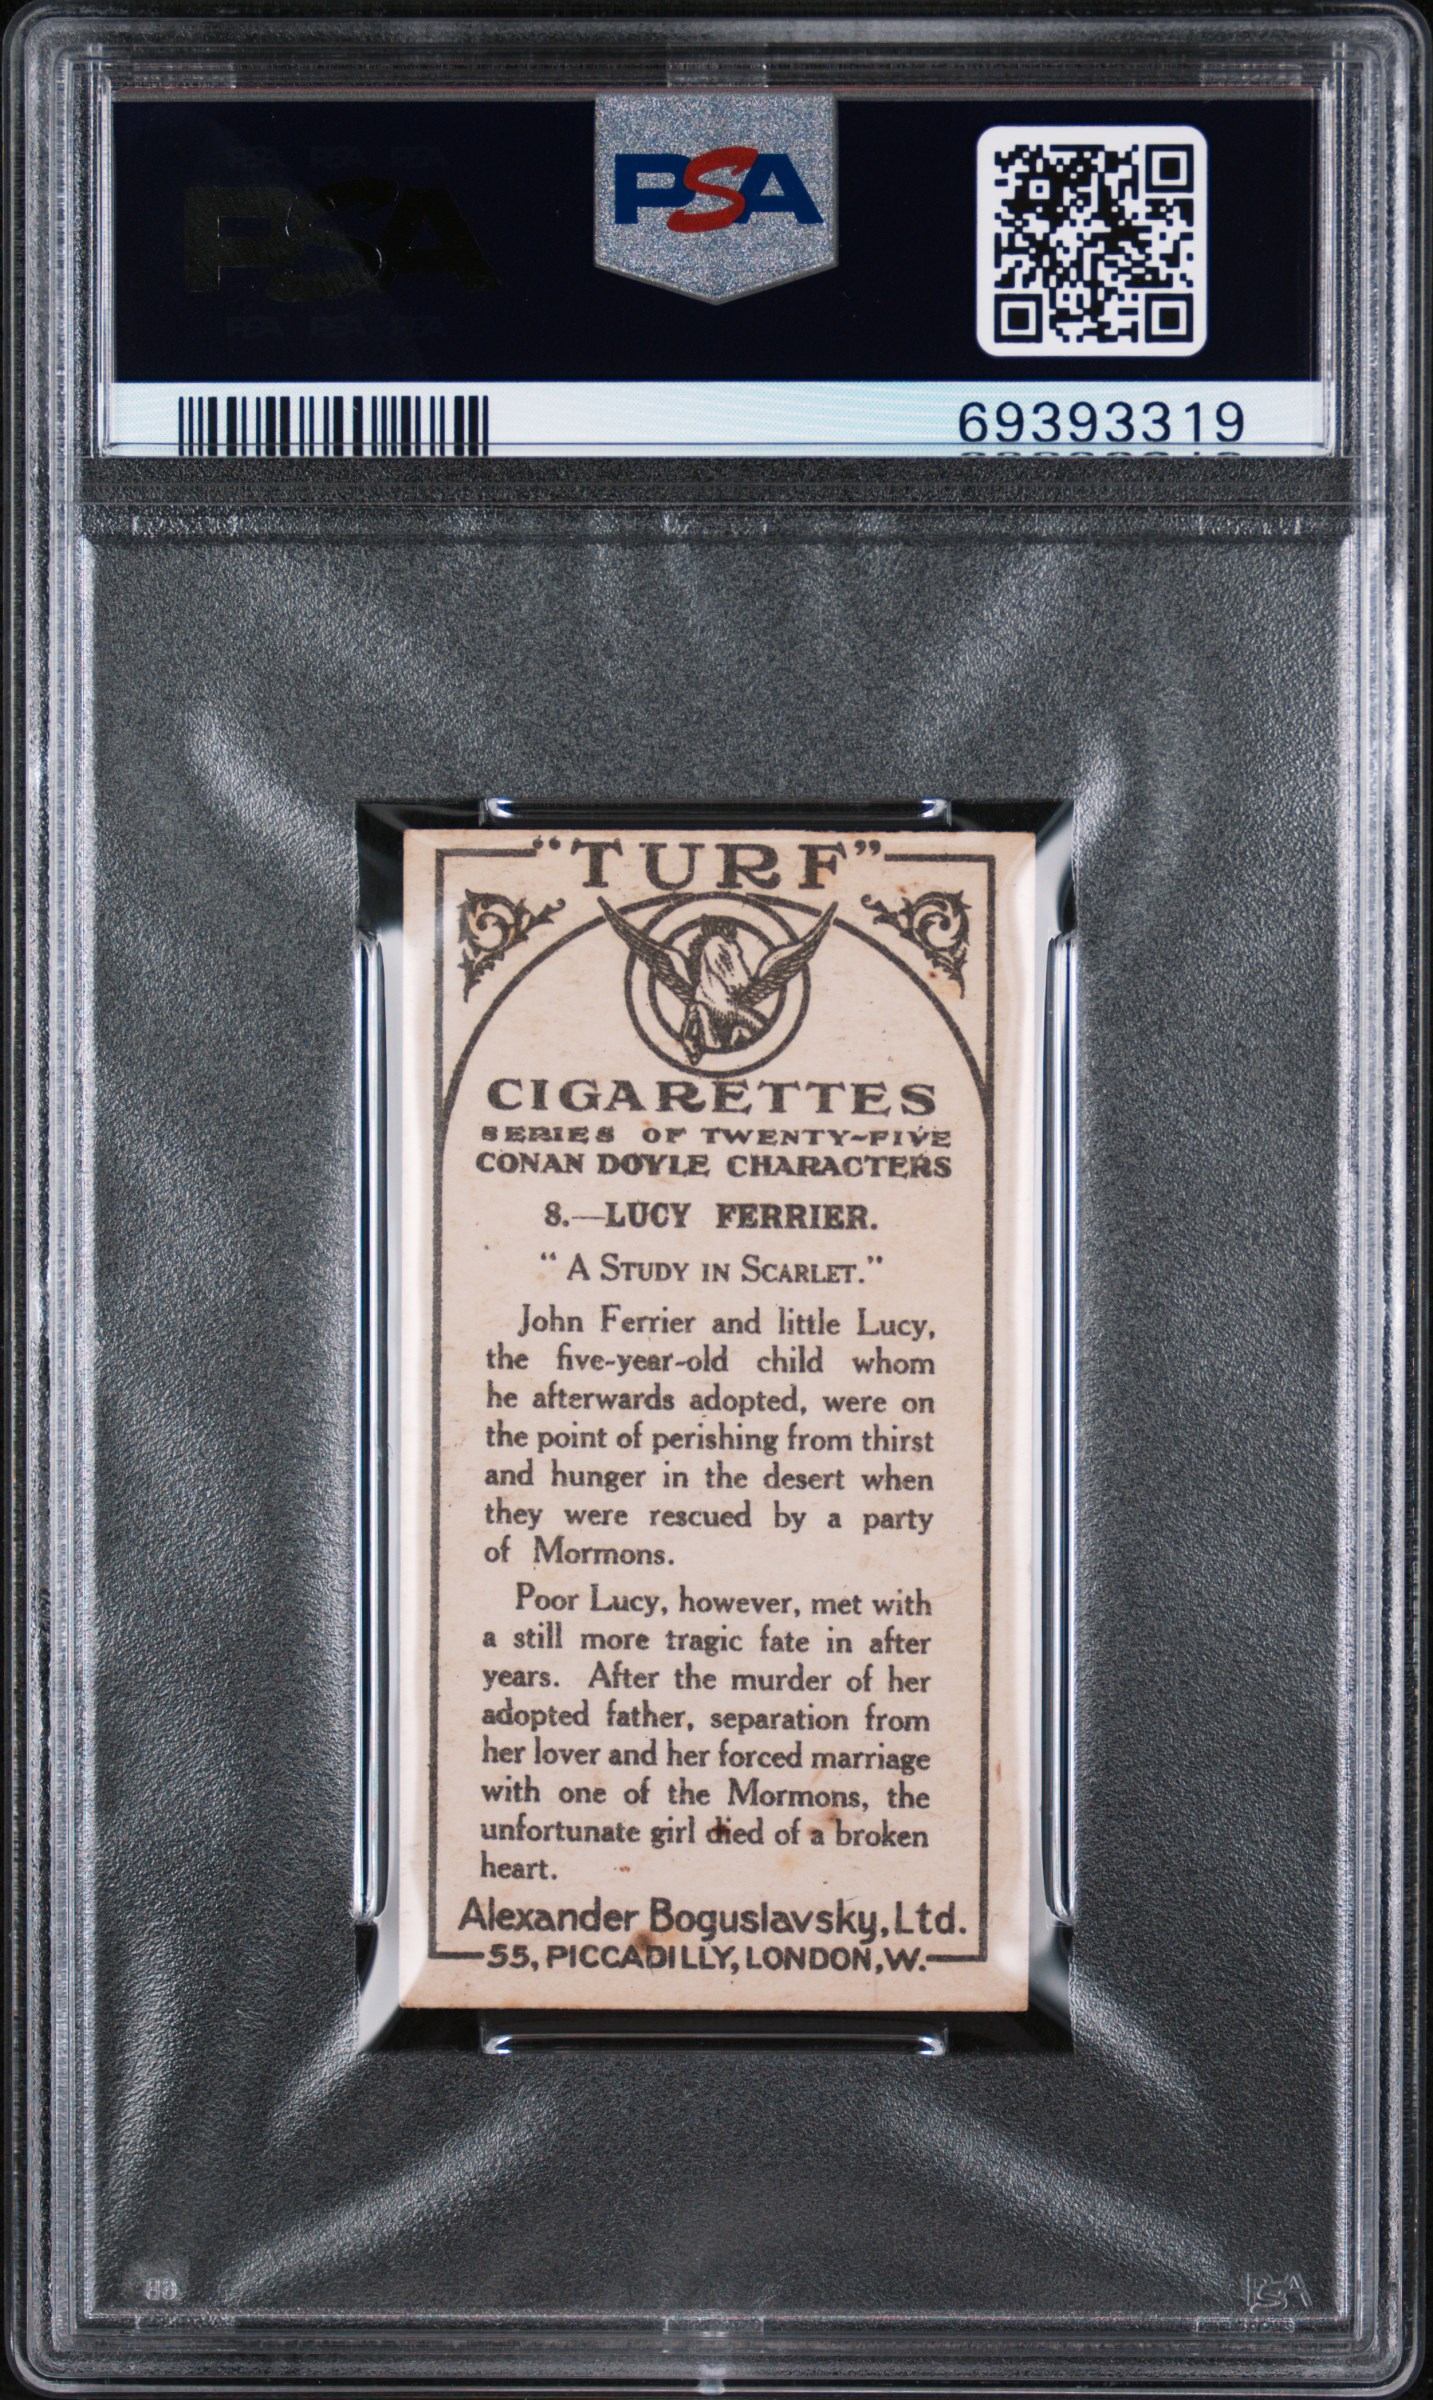 PSA
PSA
69393319
"TURF"
CIGARETTES
SERIES OF TWENTY-FIVE
CONAN DOYLE CHARACTERS
8.—LUCY FERRIER.
"A STUDY IN SCARLET."
John Ferrier and little Lucy,
the five-year-old child whom
he afterwards adopted, were on
the point of perishing from thirst
and hunger in the desert when
they were rescued by a party
of Mormons.
Poor Lucy, however, met with
a still more tragic fate in after
years. After the murder of her
adopted father, separation from
her lover and her forced marriage
with one of the Mormons, the
unfortunate girl died of a broken
heart.
Alexander Boguslavsky, Ltd.
55, PICCADILLY, LONDON, W.
PSA